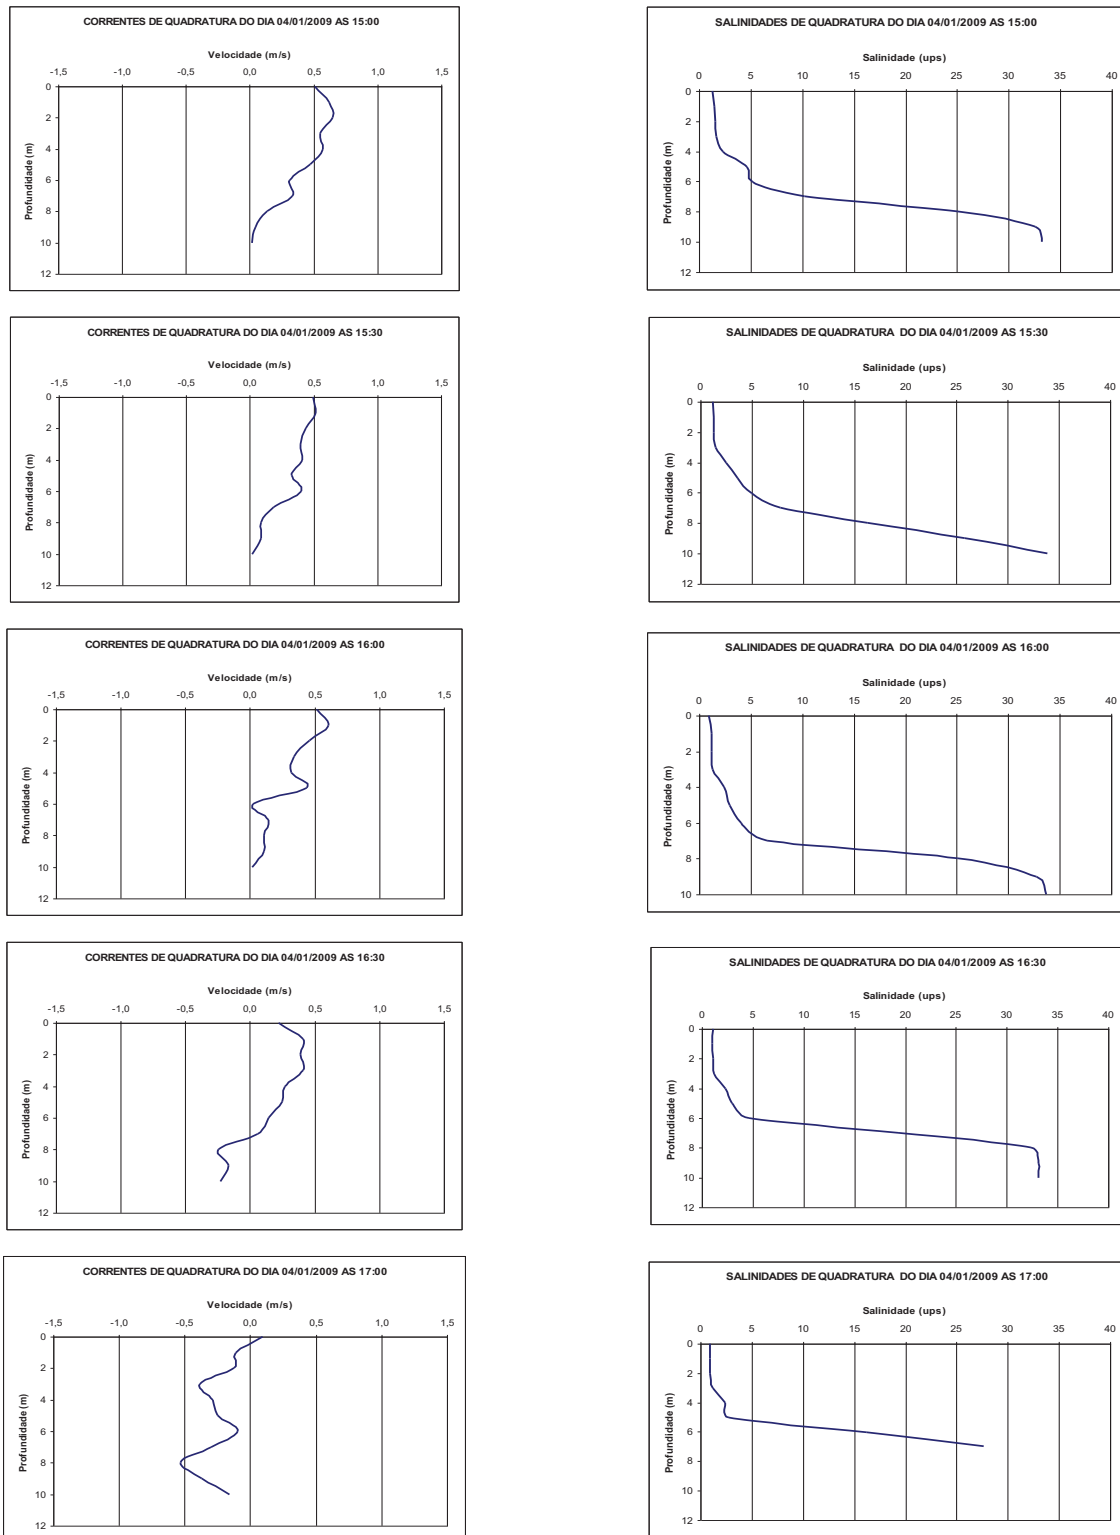 CORRENTES DE QUADRATURA DO DIA 04/01/2009 AS 15:00
Velocidade (m/s)
-1,5 -1,0 -0,5 0,0 0,5 1,0 1,5
Profundidade (m)
0
2
4
6
8
10
12
SALINIDADES DE QUADRATURA DO DIA 04/01/2009 AS 15:00
Salinidade (ups)
0 5 10 15 20 25 30 35 40
Profundidade (m)
0
2
4
6
8
10
12
CORRENTES DE QUADRATURA DO DIA 04/01/2009 AS 15:30
Velocidade (m/s)
-1,5 -1,0 -0,5 0,0 0,5 1,0 1,5
Profundidade (m)
0
2
4
6
8
10
12
SALINIDADES DE QUADRATURA DO DIA 04/01/2009 AS 15:30
Salinidade (ups)
0 5 10 15 20 25 30 35 40
Profundidade (m)
0
2
4
6
8
10
12
CORRENTES DE QUADRATURA DO DIA 04/01/2009 AS 16:00
Velocidade (m/s)
-1,5 -1,0 -0,5 0,0 0,5 1,0 1,5
Profundidade (m)
0
2
4
6
8
10
12
SALINIDADES DE QUADRATURA DO DIA 04/01/2009 AS 16:00
Salinidade (ups)
0 5 10 15 20 25 30 35 40
Profundidade (m)
0
2
4
6
8
10
CORRENTES DE QUADRATURA DO DIA 04/01/2009 AS 16:30
Velocidade (m/s)
-1,5 -1,0 -0,5 0,0 0,5 1,0 1,5
Profundidade (m)
0
2
4
6
8
10
12
SALINIDADES DE QUADRATURA DO DIA 04/01/2009 AS 16:30
Salinidade (ups)
0 5 10 15 20 25 30 35 40
Profundidade (m)
0
2
4
6
8
10
12
CORRENTES DE QUADRATURA DO DIA 04/01/2009 AS 17:00
Velocidade (m/s)
-1,5 -1,0 -0,5 0,0 0,5 1,0 1,5
Profundidade (m)
0
2
4
6
8
10
12
SALINIDADES DE QUADRATURA DO DIA 04/01/2009 AS 17:00
Salinidade (ups)
0 5 10 15 20 25 30 35 40
Profundidade (m)
0
2
4
6
8
10
12